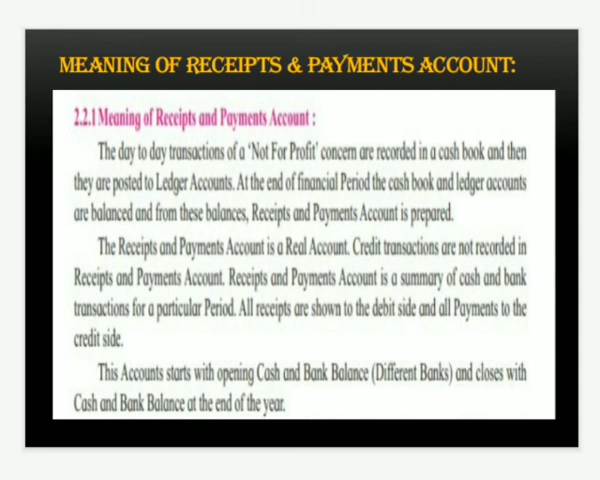 MEANING OF RECEIPTS & PAYMENTS ACCOUNT:
2.2.1 Meaning of Receipts and Payments Account :
The day to day transactions of a 'Not For Profit' concern are recorded in a cash book and then
they are posted to Ledger Accounts. At the end of financial Period the cash book and ledger accounts
are balanced and from these balances, Receipts and Payments Account is prepared.
The Receipts and Payments Account is a Real Account. Credit transactions are not recorded in
Receipts and Payments Account. Receipts and Payments Account is a summary of cash and bank
transactions for a particular Period. All receipts are shown to the debit side and all Payments to the
credit side.
This Accounts starts with opening Cash and Bank Balance (Different Banks) and closes with
Cash and Bank Balance at the end of the year.